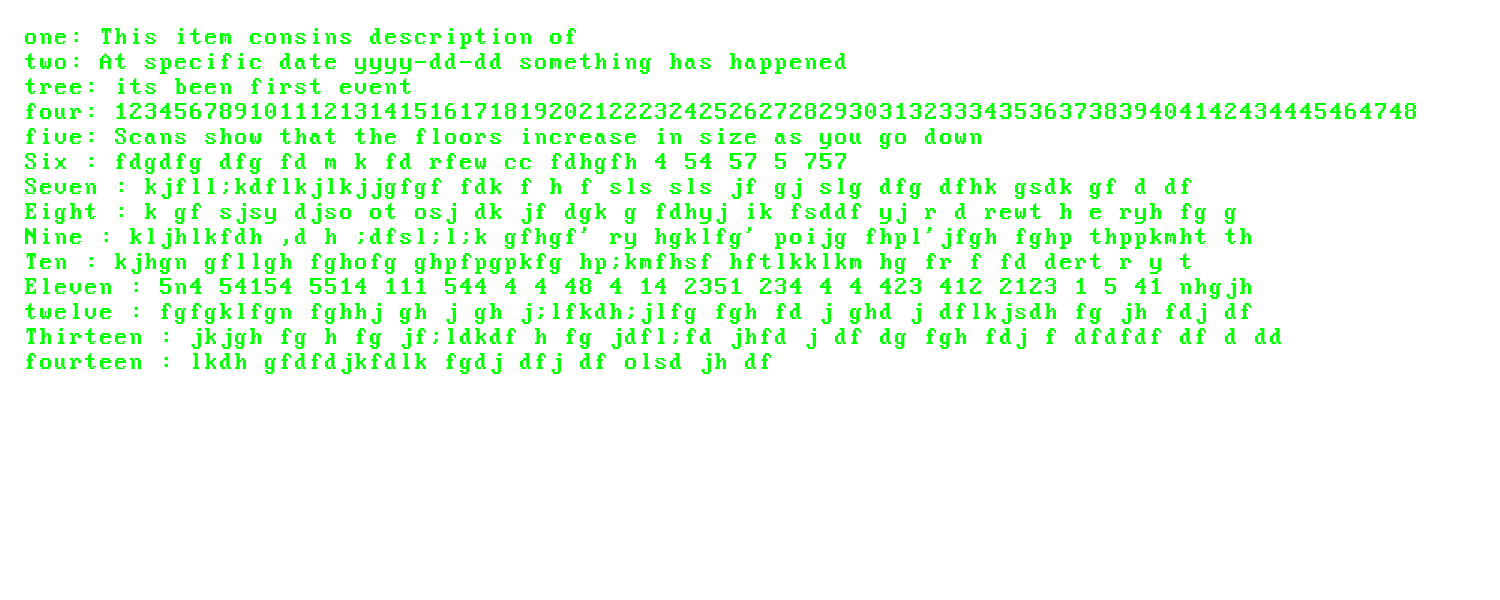 one: This item consins description of
two: At specific date yyyy-dd-dd something has happened
tree: its been first event
four: 123456789101112131415161718192021222324252627282930313233343536373839404142434445464748
five: Scans show that the floors increase in size as you go down
Six : fdgdfg dfg fd m k fd rfew cc fdhgfh 4 54 57 5 757
Seven : kjfll;kdflkjlkjjgfgf fdk f h f sls sls jf gj slg dfg dfhk gsdk gf d df
Eight : k gf sjsy djso ot osj dk jf dgk g fdhyj ik fsddf yj r d rewt h e ryh fg g
Nine : kljhlkfdh ,d h ;dfsl;l;k gfhgf' ry hgklfg' poijg fhpl'jfgh fghp thppkmht th
Ten : kjhgn gfllgh fghofg ghpfpgpkfg hp;kmfhsf hftlkklkm hg fr f fd dert r y t
Eleven : 5n4 54154 5514 111 544 4 4 48 4 14 2351 234 4 4 423 412 2123 1 5 41 nhgjh
twelve : fgfgklfgn fghhj gh j gh j;lfkdh;jlfg fgh fd j ghd j dflkjsdh fg jh fdj df
Thirteen : jkjgh fg h fg jf;ldkdf h fg jdfl;fd jhfd j df dg fgh fdj f dfdfdf df d dd
fourteen : lkdh gfdfdjkfdlk fgdj dfj df olsd jh df